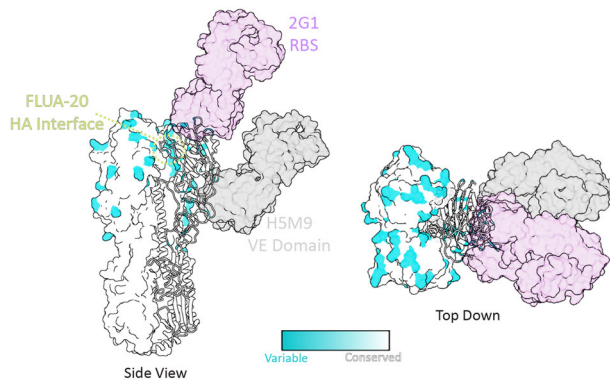 2G1
RBS
FLUA-20
HA Interface
H5M9
VE Domain
Top Down
Variable
Conserved
Side View